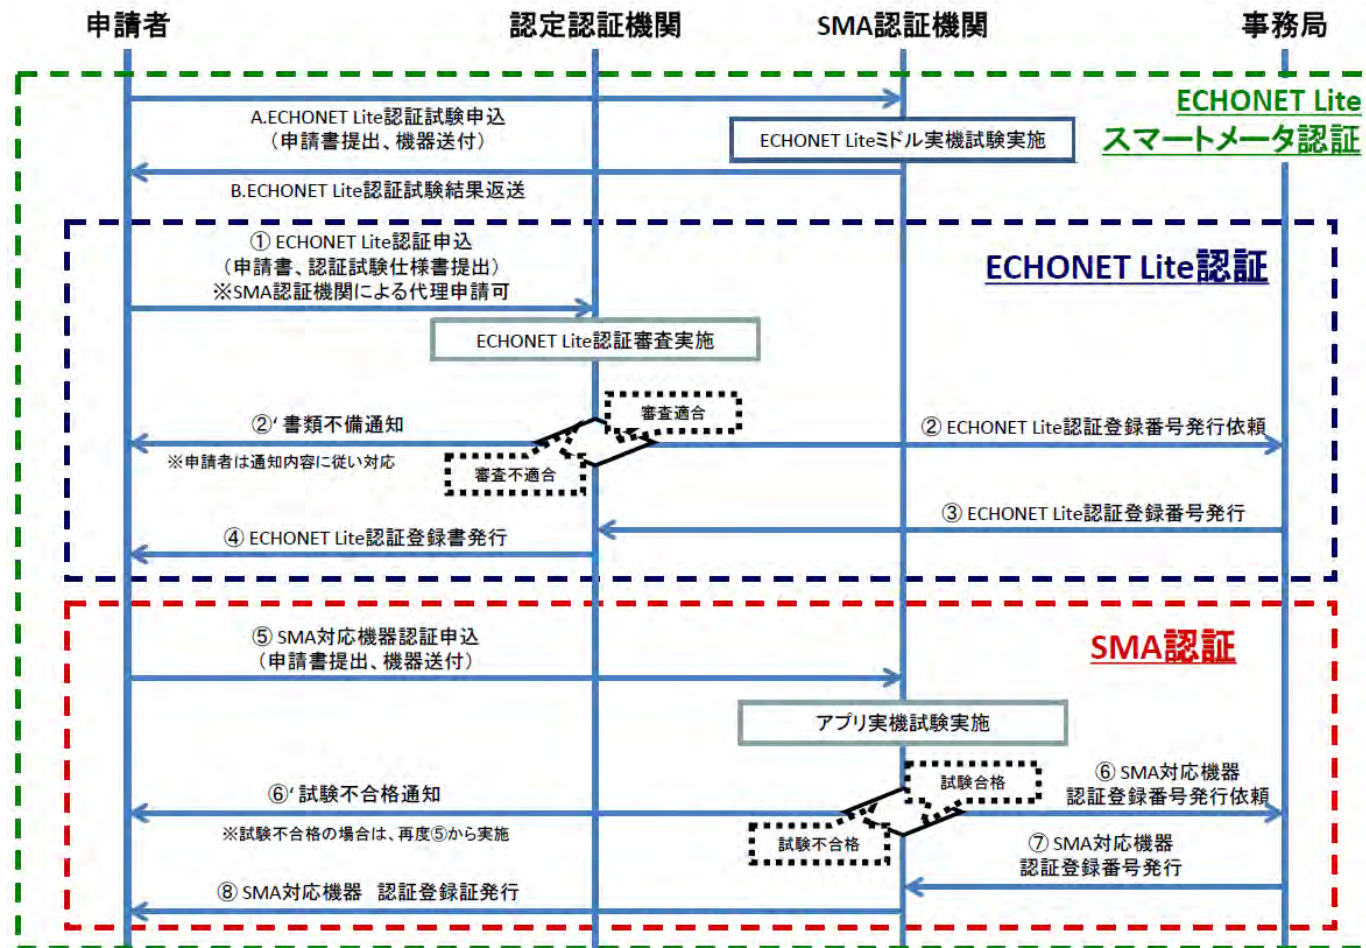 申請者
認定認証機関
SMA認証機関
事務局
ECHONET Lite
スマートメータ認証
A.ECHONET Lite認証試験申込
(申請書提出、機器送付)
ECHONET Liteミドル実機試験実施
B.ECHONET Lite認証試験結果返送
ECHONET Lite認証
① ECHONET Lite認証申込
(申請書、認証試験仕様書提出)
※SMA認証機関による代理申請可
ECHONET Lite認証審査実施
審査適合
②‘ 書類不備通知
② ECHONET Lite認証登録番号発行依頼
※申請者は通知内容に従い対応
審査不適合
③ ECHONET Lite認証登録番号発行
④ ECHONET Lite認証登録書発行
SMA認証
⑤ SMA対応機器認証申込
(申請書提出、機器送付)
アプリ実機試験実施
試験合格
⑥ SMA対応機器
認証登録番号発行依頼
⑥‘ 試験不合格通知
※試験不合格の場合は、再度⑤から実施
試験不合格
⑦ SMA対応機器
認証登録番号発行
⑧ SMA対応機器 認証登録証発行